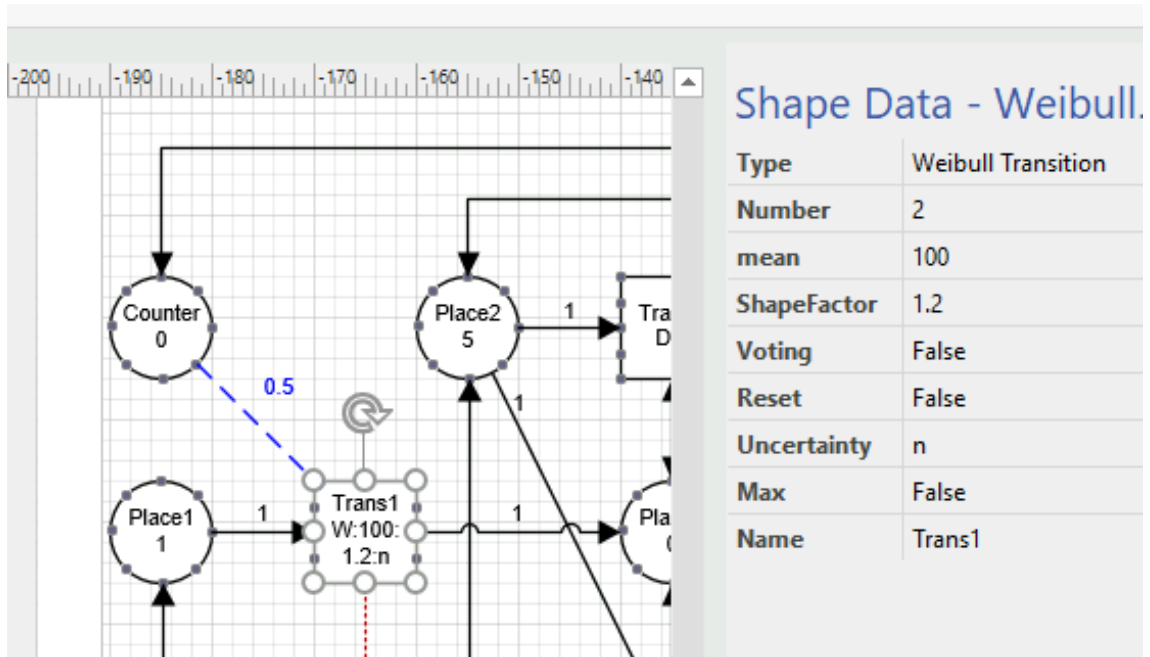 -200 -190 -180 -170 -160 -150 -140
Shape Data - Weibull.
Type Weibull Transition
Number 2
mean 100
ShapeFactor 1.2
Voting False
Reset False
Uncertainty n
Max False
Name Trans1
Counter
0
Place2
5
1
Tra
D
0.5
1
Place1
1
1
Trans1
W:100:
1.2:n
1
Pla